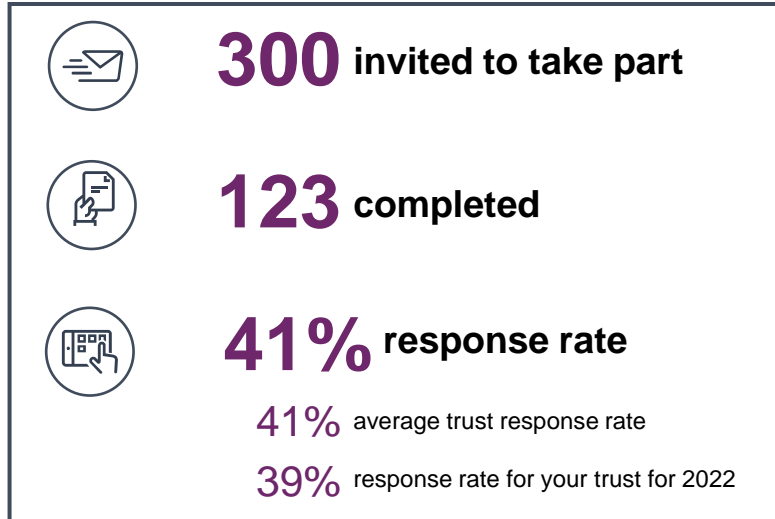 300 invited to take part
123 completed
41% response rate
41% average trust response rate
39% response rate for your trust for 2022